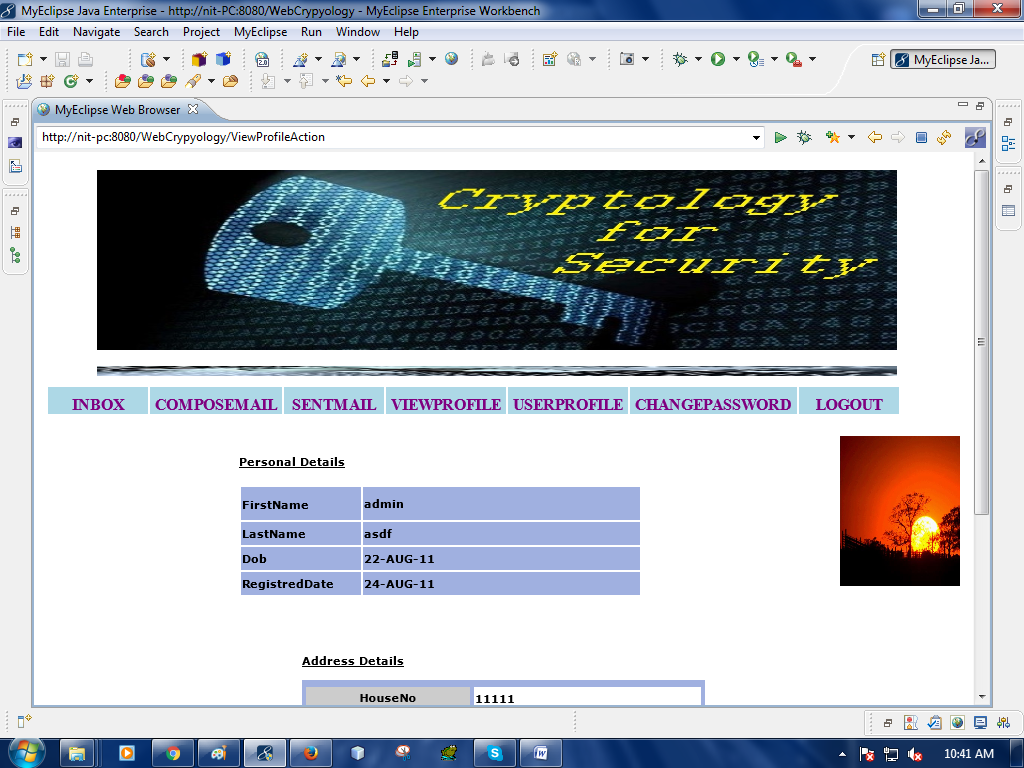 MyEclipse Java Enterprise - http://nit-PC:8080/WebCrypyology - MyEclipse Enterprise Workbench
File Edit Navigate Search Project MyEclipse Run Window Help
MyEclipse Ja...
MyEclipse Web Browser
http://nit-pc:8080/WebCrypyology/ViewProfileAction
Cryptology
for
Security
INBOX COMPOSEMAIL SENTMAIL VIEWPROFILE USERPROFILE CHANGEPASSWORD LOGOUT
Personal Details
FirstName admin
LastName asdf
Dob 22-AUG-11
RegistredDate 24-AUG-11
Address Details
HouseNo 11111
10:41 AM